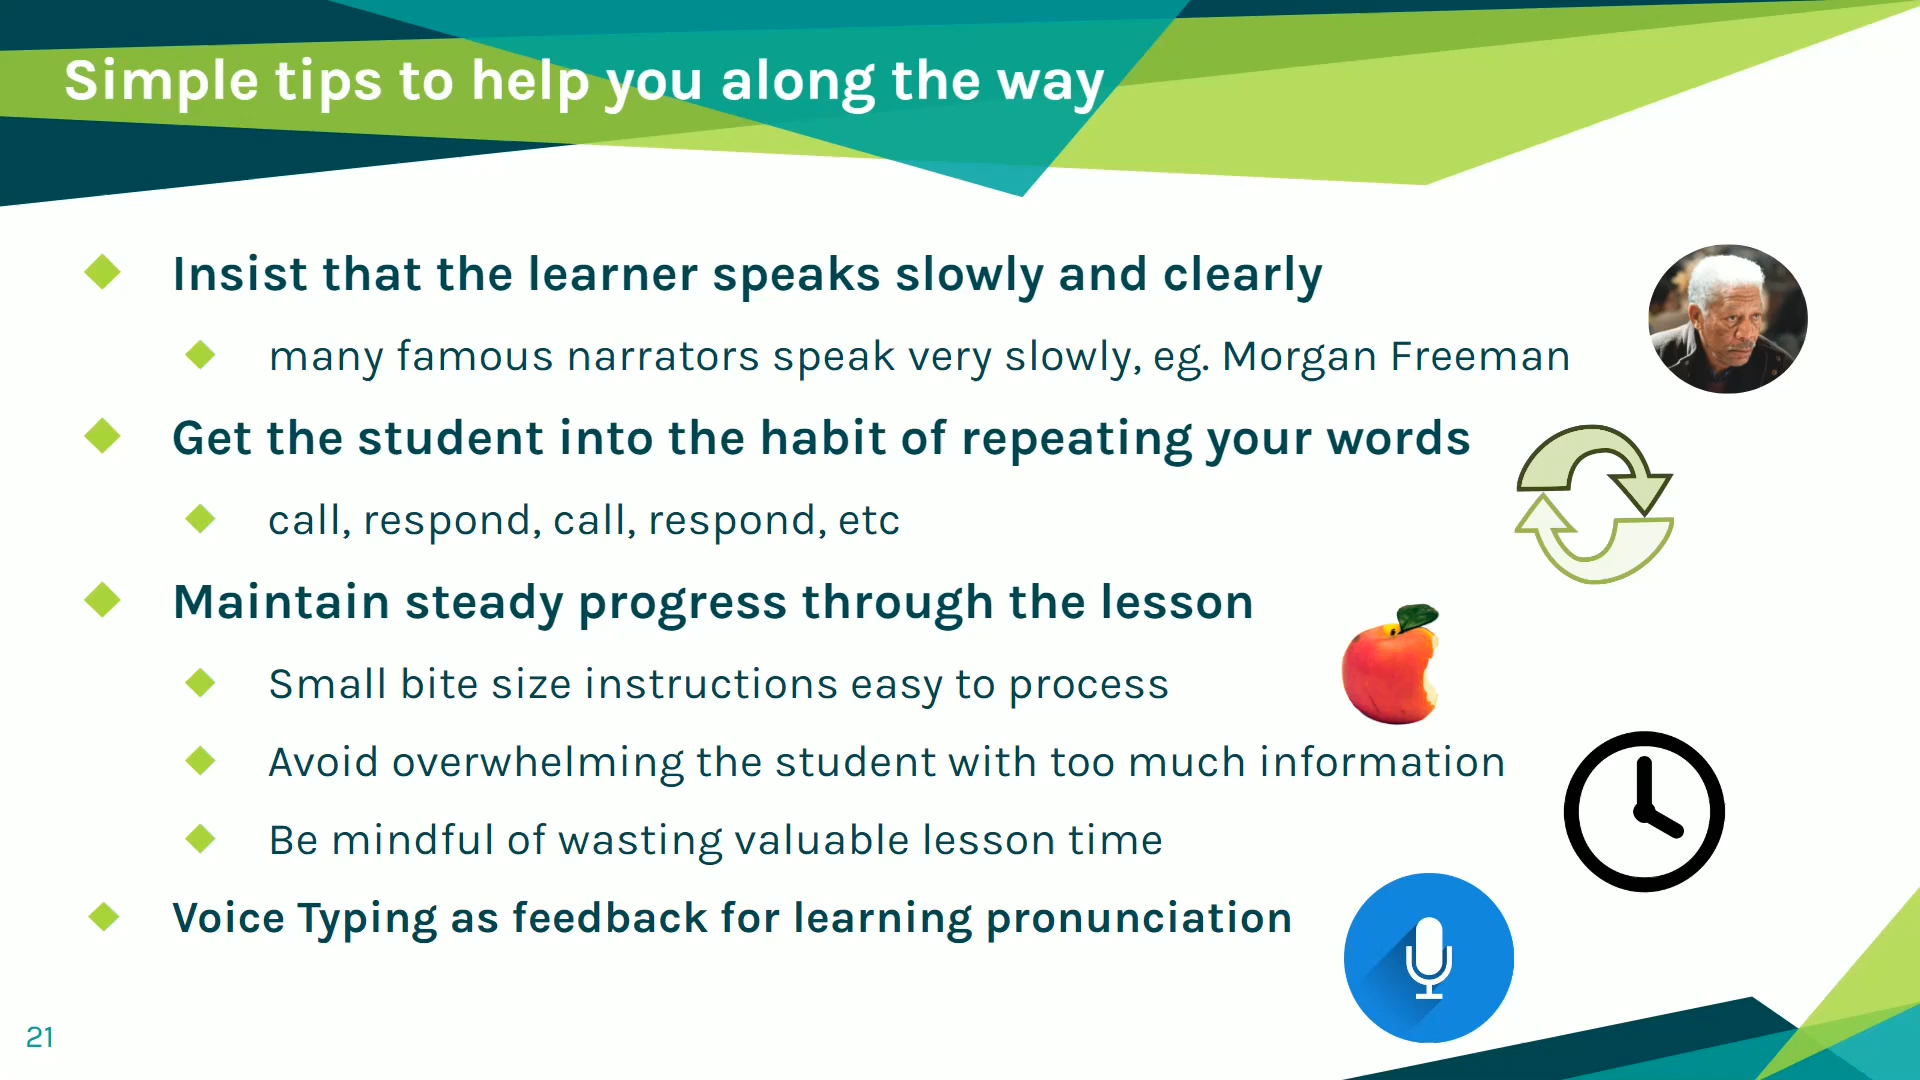 Simple tips to help you along the way
Insist that the learner speaks slowly and clearly
many famous narrators speak very slowly, eg. Morgan Freeman
Get the student into the habit of repeating your words
call, respond, call, respond, etc
Maintain steady progress through the lesson
Small bite size instructions easy to process
Avoid overwhelming the student with too much information
Be mindful of wasting valuable lesson time
Voice Typing as feedback for learning pronunciation
21